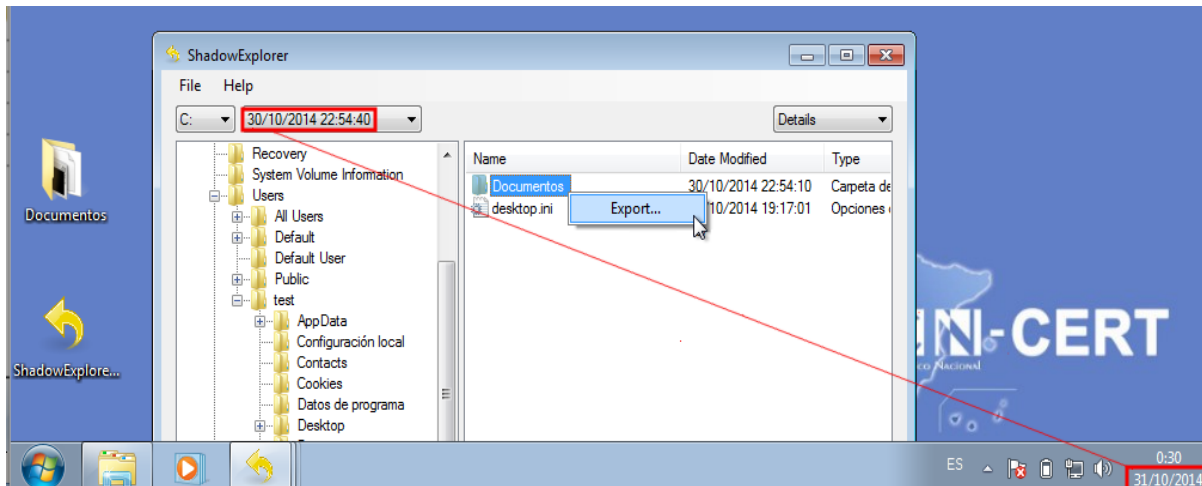 ShadowExplorer
File Help
C: 30/10/2014 22:54:40 Details
Recovery
System Volume Information
Users
All Users
Default
Default User
Public
test
AppData
Configuración local
Contacts
Cookies
Datos de programa
Desktop
Name Date Modified Type
Documentos 30/10/2014 22:54:10 Carpeta de
desktop.ini /10/2014 19:17:01 Opciones
Export...
Documentos
ShadowExplore...
N-CERT
Nacional
ES 0:30
31/10/2014